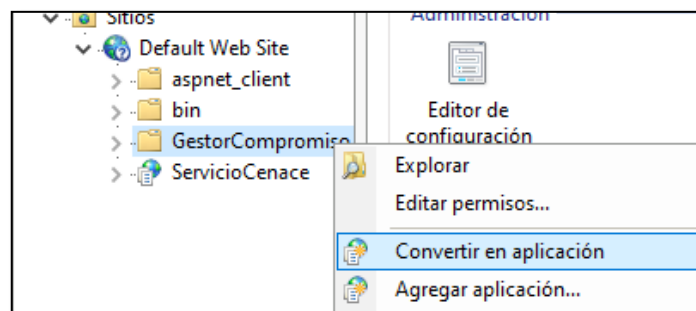 Sitios
Administración
Default Web Site
aspnet_client
bin
Editor de
configuración
GestorCompromiso
ServicioCenace
Explorar
Editar permisos...
Convertir en aplicación
Agregar aplicación...